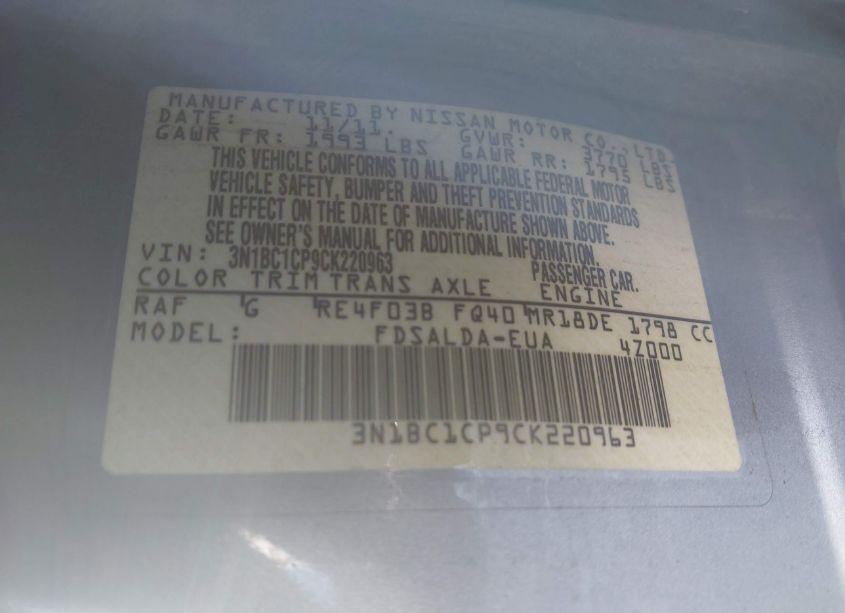 MANUFACTURED BY NISSAN MOTOR CO., LTD.
DATE: 11/11. GVWR: 3770 LBS
GAWR FR: 1993 LBS GAWR RR: 1795 LBS
THIS VEHICLE CONFORMS TO ALL APPLICABLE FEDERAL MOTOR
VEHICLE SAFETY, BUMPER AND THEFT PREVENTION STANDARDS
IN EFFECT ON THE DATE OF MANUFACTURE SHOWN ABOVE.
SEE OWNER'S MANUAL FOR ADDITIONAL INFORMATION.
VIN: 3N1BC1CP9CK220963 PASSENGER CAR.
COLOR TRIM TRANS AXLE ENGINE
RAF G RE4F03B FQ40 MR18DE 1798 CC
MODEL: FDSALDA-EUA 4Z000
3N1BC1CP9CK220963